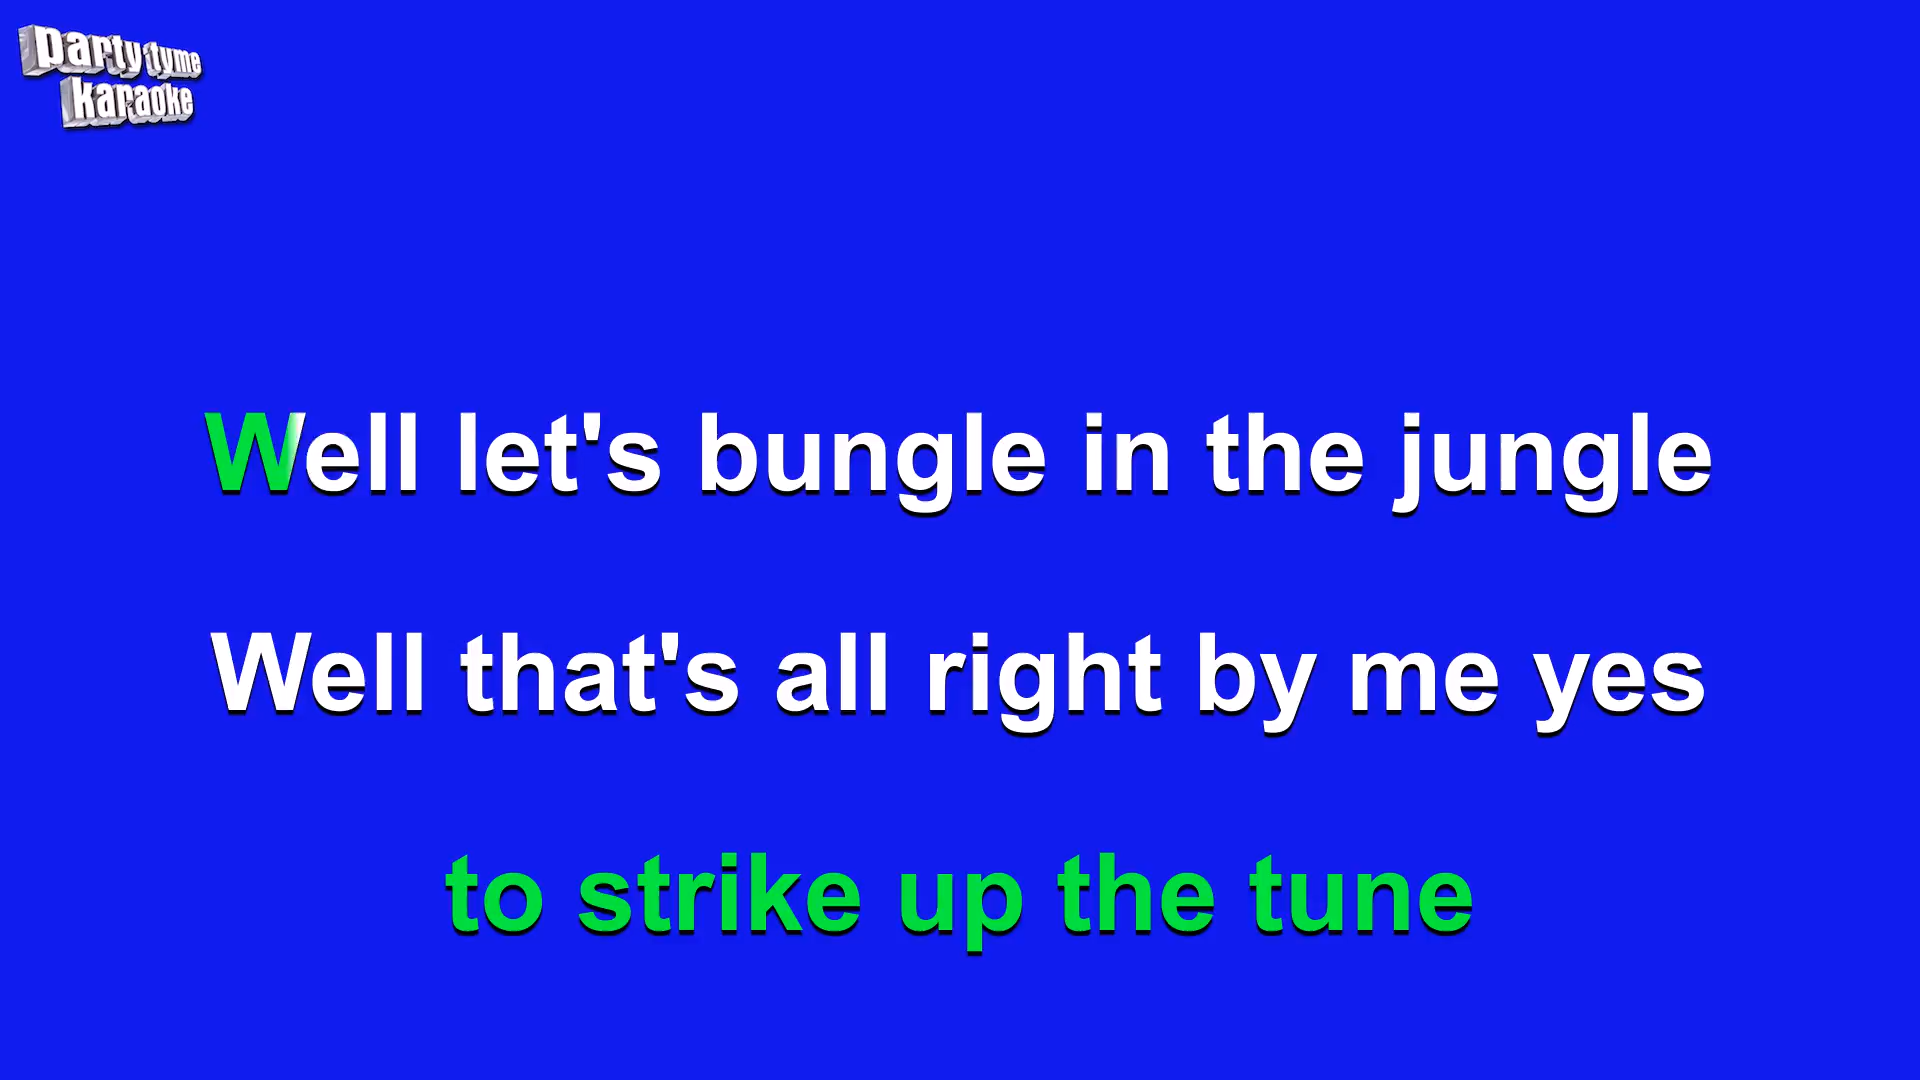 party tyme
karaoke
Well let's bungle in the jungle
Well that's all right by me yes
to strike up the tune